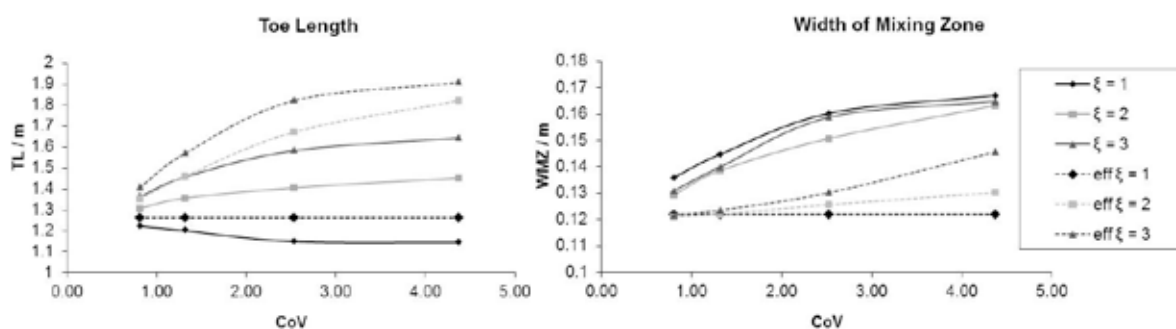 Toe Length
TL / m
2
1.9
1.8
1.7
1.6
1.5
1.4
1.3
1.2
1.1
1
0.00 1.00 2.00 3.00 4.00 5.00
CoV
Width of Mixing Zone
WMZ / m
0.18
0.17
0.16
0.15
0.14
0.13
0.12
0.11
0.1
0.00 1.00 2.00 3.00 4.00 5.00
CoV
ξ = 1
ξ = 2
ξ = 3
eff ξ = 1
eff ξ = 2
eff ξ = 3